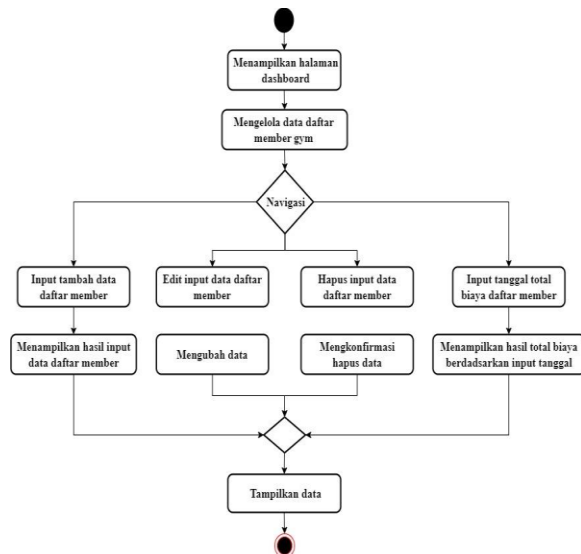 Menampilkan halaman
dashboard
Mengelola data daftar
member gym
Navigasi
Input tambah data
daftar member
Edit input data daftar
member
Hapus input data
daftar member
Input tanggal total
biaya daftar member
Menampilkan hasil input
data daftar member
Mengubah data
Mengkonfirmasi
hapus data
Menampilkan hasil total biaya
berdadsarkan input tanggal
Tampilkan data